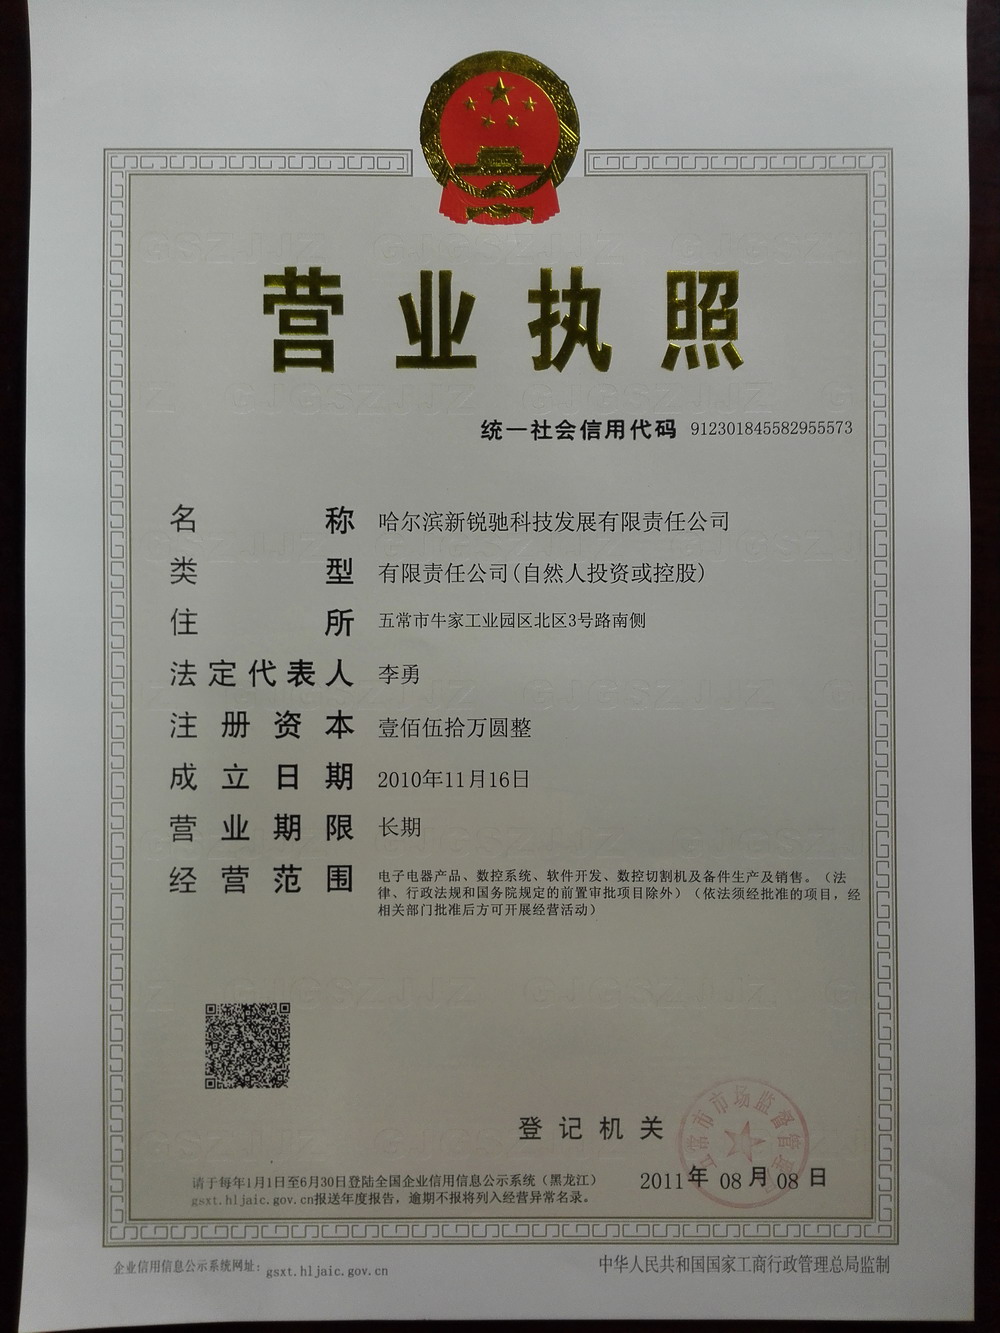 营业执照
统一社会信用代码 912301845582955573
名称 哈尔滨新锐驰科技发展有限责任公司
类型 有限责任公司(自然人投资或控股)
住所 五常市牛家工业园区北区3号路南侧
法定代表人 李勇
注册资本 壹佰伍拾万圆整
成立日期 2010年11月16日
营业期限 长期
经营范围 电子电器产品、数控系统、软件开发、数控切割机及备件生产及销售。（法
律、行政法规和国务院规定的前置审批项目除外）（依法须经批准的项目，经
相关部门批准后方可开展经营活动）
登记机关
五常市市场监督管理局
2011年08月08日
请于每年1月1日至6月30日登陆全国企业信用信息公示系统（黑龙江）
gsxt.hljaic.gov.cn报送年度报告，逾期不报将列入经营异常名录。
企业信用信息公示系统网址：gsxt.hljaic.gov.cn
中华人民共和国国家工商行政管理总局监制